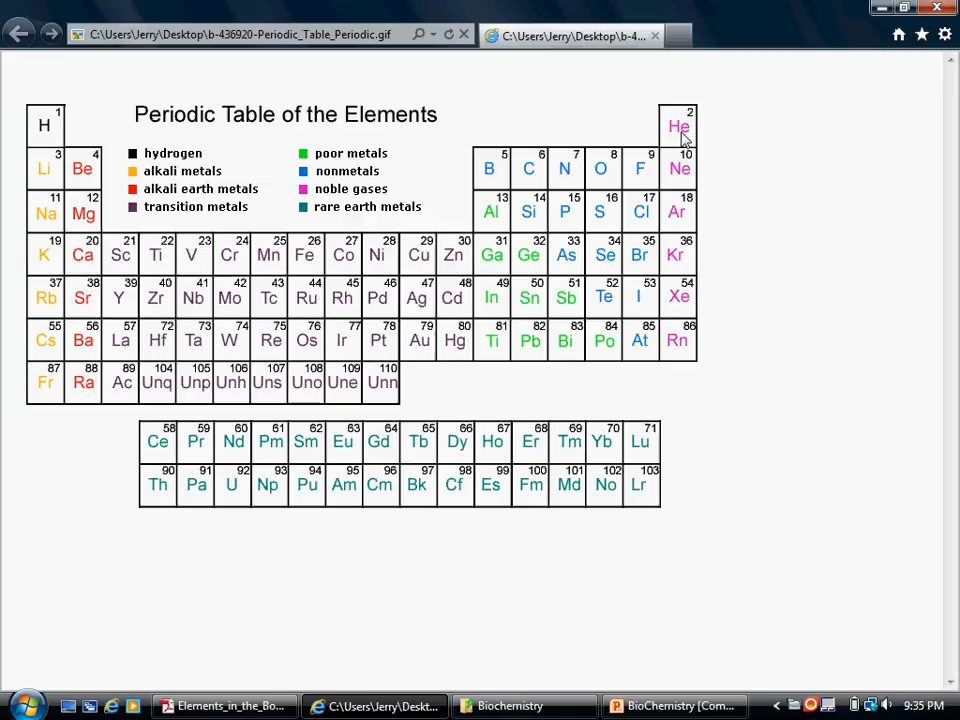 C:\Users\Jerry\Desktop\b-436920-Periodic_Table_Periodic.gif
C:\Users\Jerry\Desktop\b-4...
Periodic Table of the Elements
hydrogen
alkali metals
alkali earth metals
transition metals
poor metals
nonmetals
noble gases
rare earth metals
1 2
H He
3 4 5 6 7 8 9 10
Li Be B C N O F Ne
11 12 13 14 15 16 17 18
Na Mg Al Si P S Cl Ar
19 20 21 22 23 24 25 26 27 28 29 30 31 32 33 34 35 36
K Ca Sc Ti V Cr Mn Fe Co Ni Cu Zn Ga Ge As Se Br Kr
37 38 39 40 41 42 43 44 45 46 47 48 49 50 51 52 53 54
Rb Sr Y Zr Nb Mo Tc Ru Rh Pd Ag Cd In Sn Sb Te I Xe
55 56 57 72 73 74 75 76 77 78 79 80 81 82 83 84 85 86
Cs Ba La Hf Ta W Re Os Ir Pt Au Hg Ti Pb Bi Po At Rn
87 88 89 104 105 106 107 108 109 110
Fr Ra Ac Unq Unp Unh Uns Uno Une Unn
58 59 60 61 62 63 64 65 66 67 68 69 70 71
Ce Pr Nd Pm Sm Eu Gd Tb Dy Ho Er Tm Yb Lu
90 91 92 93 94 95 96 97 98 99 100 101 102 103
Th Pa U Np Pu Am Cm Bk Cf Es Fm Md No Lr
Elements_in_the_Bo...
C:\Users\Jerry\Deskt...
Biochemistry
BioChemistry [Com...
9:35 PM